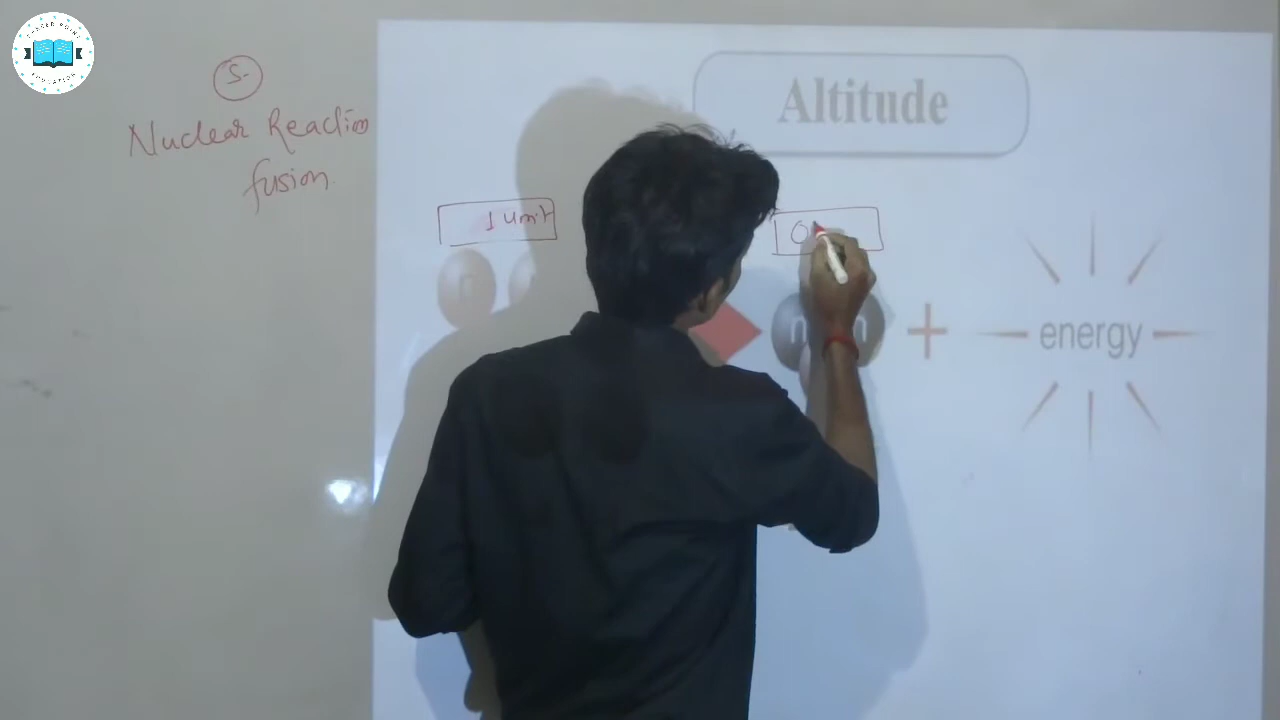 5.
Nuclear Reaction
fusion.
Altitude
1 unit
n
n
n
+
energy